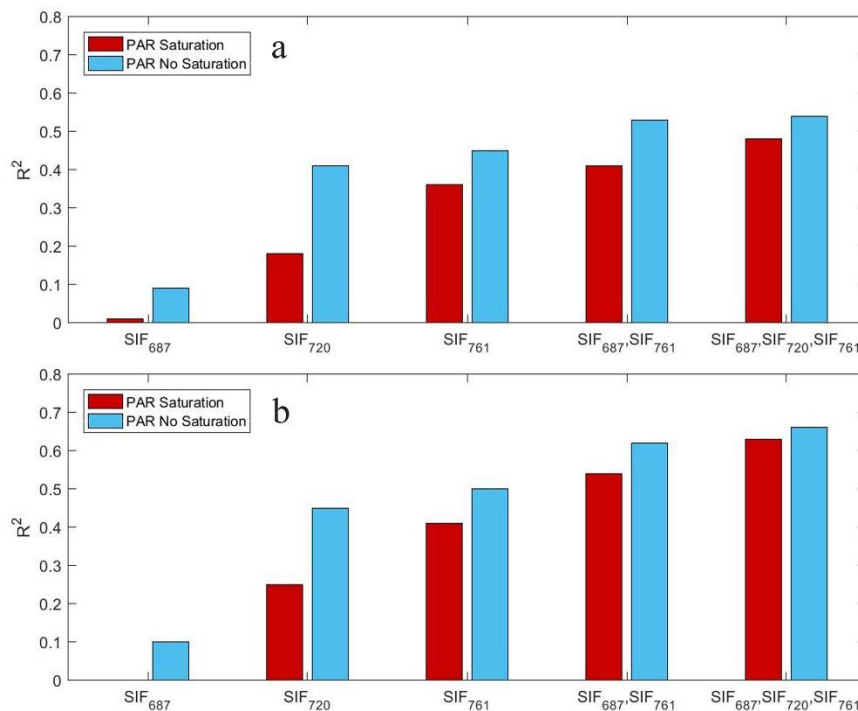 0.8
PAR Saturation
PAR No Saturation
a
0.7
0.6
0.5
R²
0.4
0.3
0.2
0.1
0
SIF₆₈₇ SIF₇₂₀ SIF₇₆₁ SIF₆₈₇,SIF₇₆₁ SIF₆₈₇,SIF₇₂₀,SIF₇₆₁
0.8
PAR Saturation
PAR No Saturation
b
0.7
0.6
0.5
R²
0.4
0.3
0.2
0.1
0
SIF₆₈₇ SIF₇₂₀ SIF₇₆₁ SIF₆₈₇,SIF₇₆₁ SIF₆₈₇,SIF₇₂₀,SIF₇₆₁